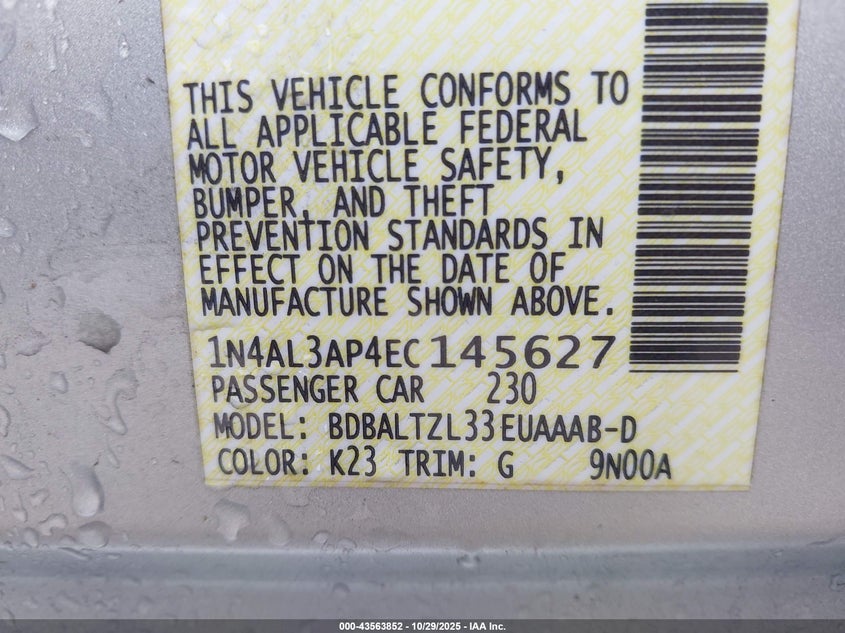 THIS VEHICLE CONFORMS TO
ALL APPLICABLE FEDERAL
MOTOR VEHICLE SAFETY,
BUMPER, AND THEFT
PREVENTION STANDARDS IN
EFFECT ON THE DATE OF
MANUFACTURE SHOWN ABOVE.
1N4AL3AP4EC145627
PASSENGER CAR 230
MODEL: BDBALTZL33EUAAAB-D
COLOR: K23 TRIM: G 9N00A
000-43563852 | 10/29/2025 - IAA Inc.